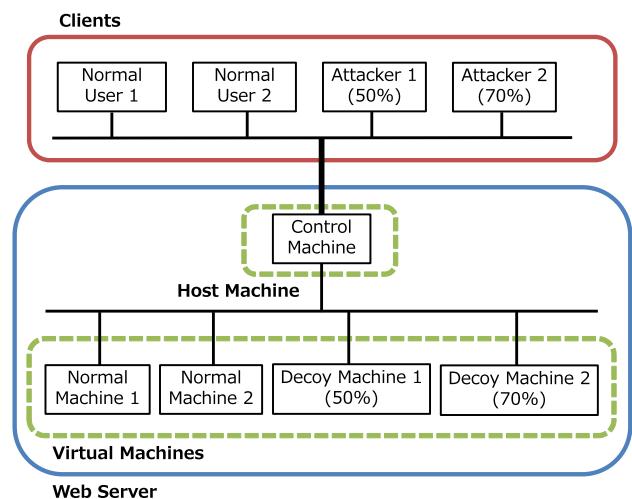 Clients
Normal User 1
Normal User 2
Attacker 1 (50%)
Attacker 2 (70%)
Control Machine
Host Machine
Normal Machine 1
Normal Machine 2
Decoy Machine 1 (50%)
Decoy Machine 2 (70%)
Virtual Machines
Web Server